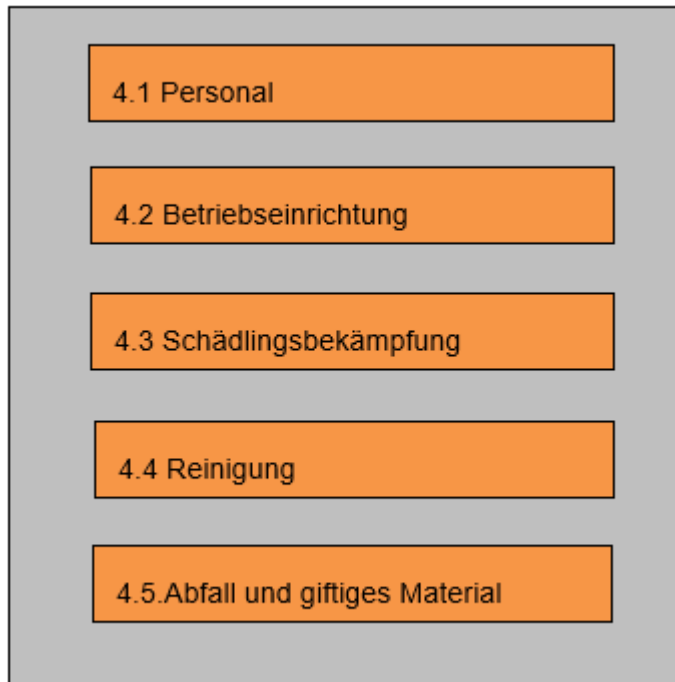 4.1 Personal
4.2 Betriebseinrichtung
4.3 Schädlingsbekämpfung
4.4 Reinigung
4.5.Abfall und giftiges Material